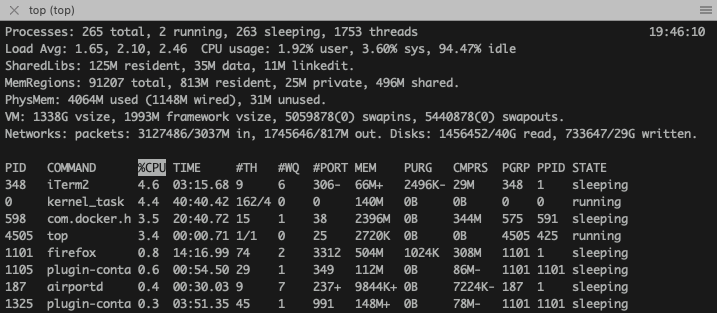 top (top)
Processes: 265 total, 2 running, 263 sleeping, 1753 threads 19:46:10
Load Avg: 1.65, 2.10, 2.46 CPU usage: 1.92% user, 3.60% sys, 94.47% idle
SharedLibs: 125M resident, 35M data, 11M linkedit.
MemRegions: 91207 total, 813M resident, 25M private, 496M shared.
PhysMem: 4064M used (1148M wired), 31M unused.
VM: 1338G vsize, 1993M framework vsize, 5059878(0) swapins, 5440878(0) swapouts.
Networks: packets: 3127486/3037M in, 1745646/817M out. Disks: 1456452/40G read, 733647/29G written.
PID COMMAND %CPU TIME #TH #WQ #PORT MEM PURG CMPRS PGRP PPID STATE
348 iTerm2 4.6 03:15.68 9 6 306- 66M+ 2496K- 29M 348 1 sleeping
0 kernel_task 4.4 40:40.42 162/4 0 0 140M 0B 0B 0 0 running
598 com.docker.h 3.5 20:40.72 15 1 38 2396M 0B 344M 575 591 sleeping
4505 top 3.4 00:00.71 1/1 0 25 2720K 0B 0B 4505 425 running
1101 firefox 0.8 14:16.99 74 2 3312 504M 1024K 308M 1101 1 sleeping
1105 plugin-conta 0.6 00:54.50 29 1 349 112M 0B 86M- 1101 1101 sleeping
187 airportd 0.4 00:30.03 9 7 237+ 9844K+ 0B 7224K- 187 1 sleeping
1325 plugin-conta 0.3 03:51.35 45 1 991 148M+ 0B 78M- 1101 1101 sleeping